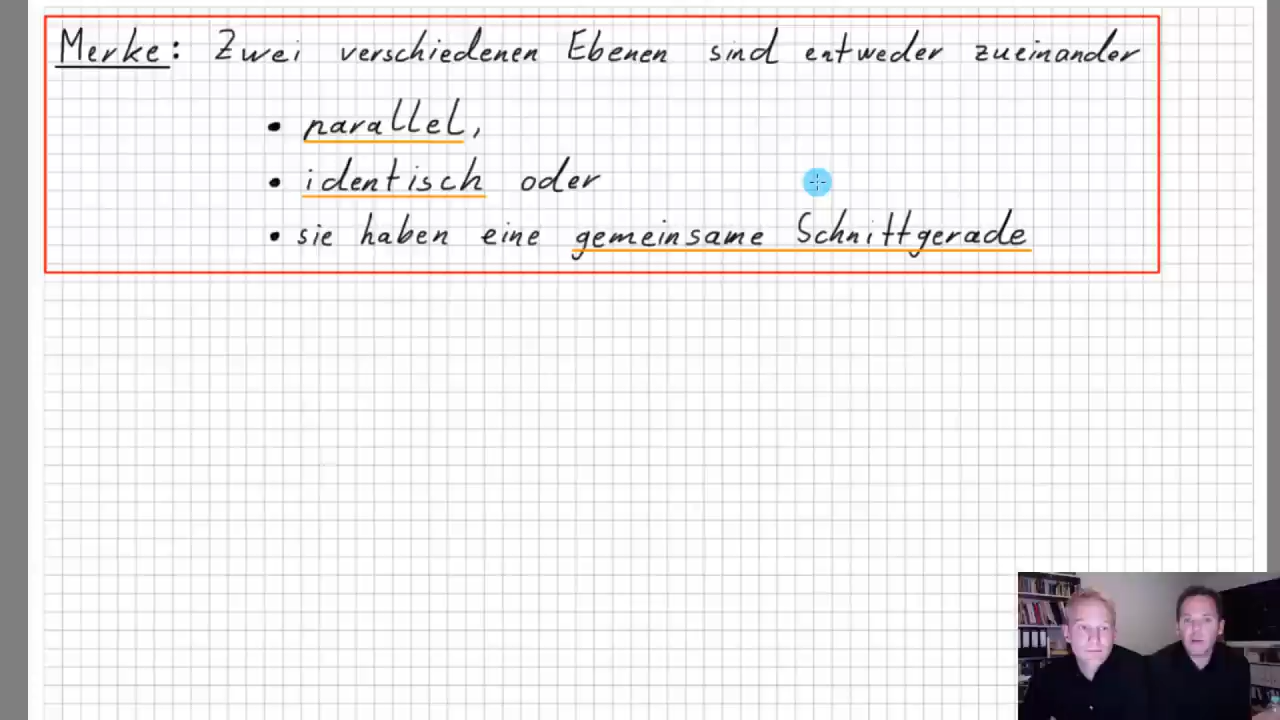 Merke: Zwei verschiedenen Ebenen sind entweder zueinander
• parallel,
• identisch oder
• sie haben eine gemeinsame Schnittgerade